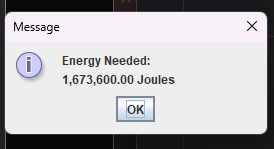 Message
Energy Needed:
1,673,600.00 Joules
OK